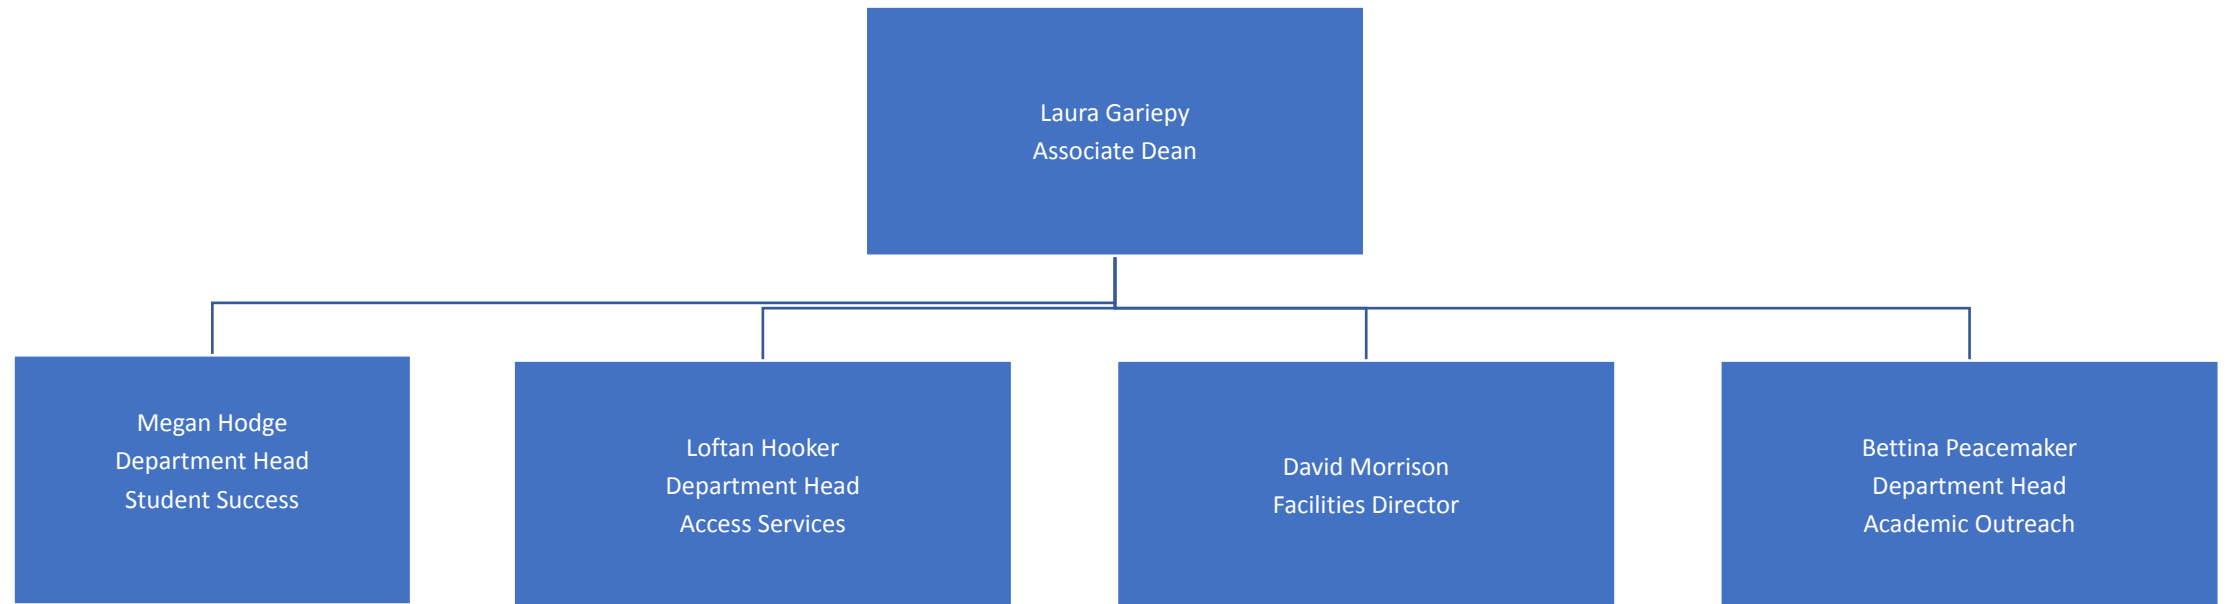 Laura Gariepy
Associate Dean
Megan Hodge
Department Head
Student Success
Loftan Hooker
Department Head
Access Services
David Morrison
Facilities Director
Bettina Peacemaker
Department Head
Academic Outreach